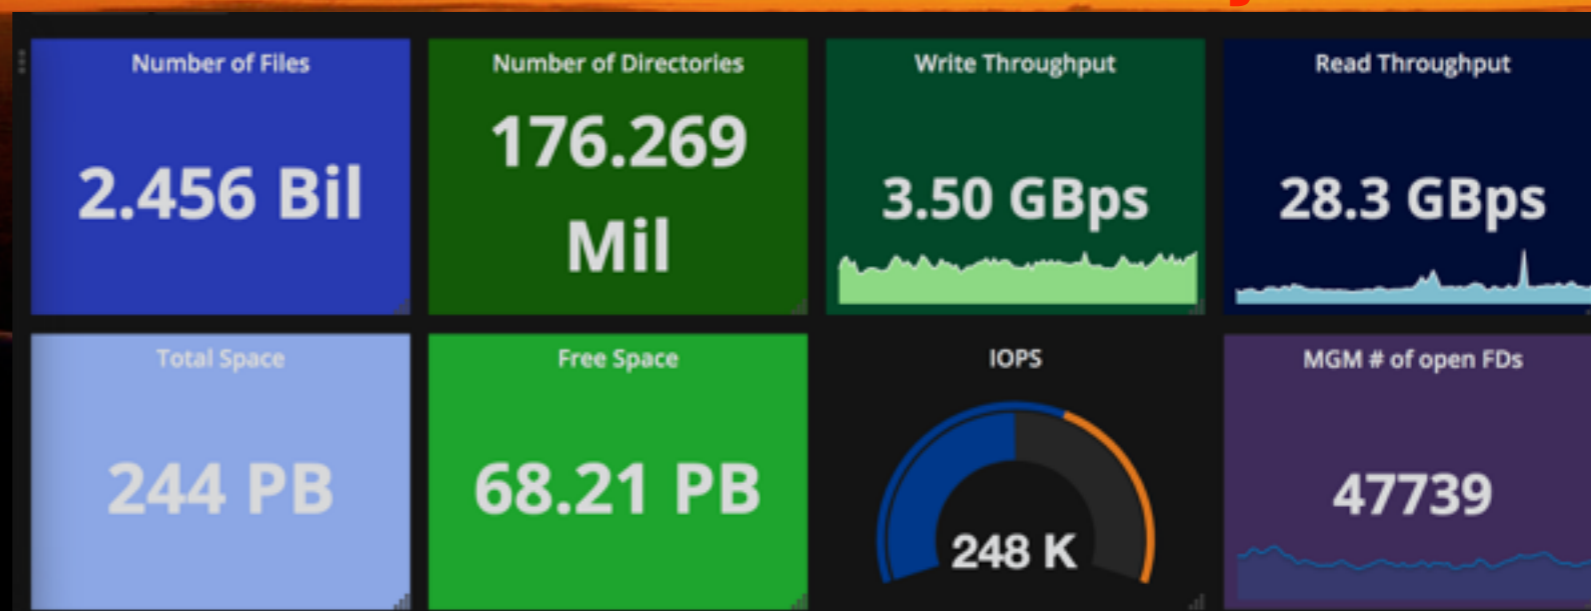 Number of Files
2.456 Bil
Number of Directories
176.269
Mil
Write Throughput
3.50 GBps
Read Throughput
28.3 GBps
Total Space
244 PB
Free Space
68.21 PB
IOPS
248 K
MGM # of open FDs
47739